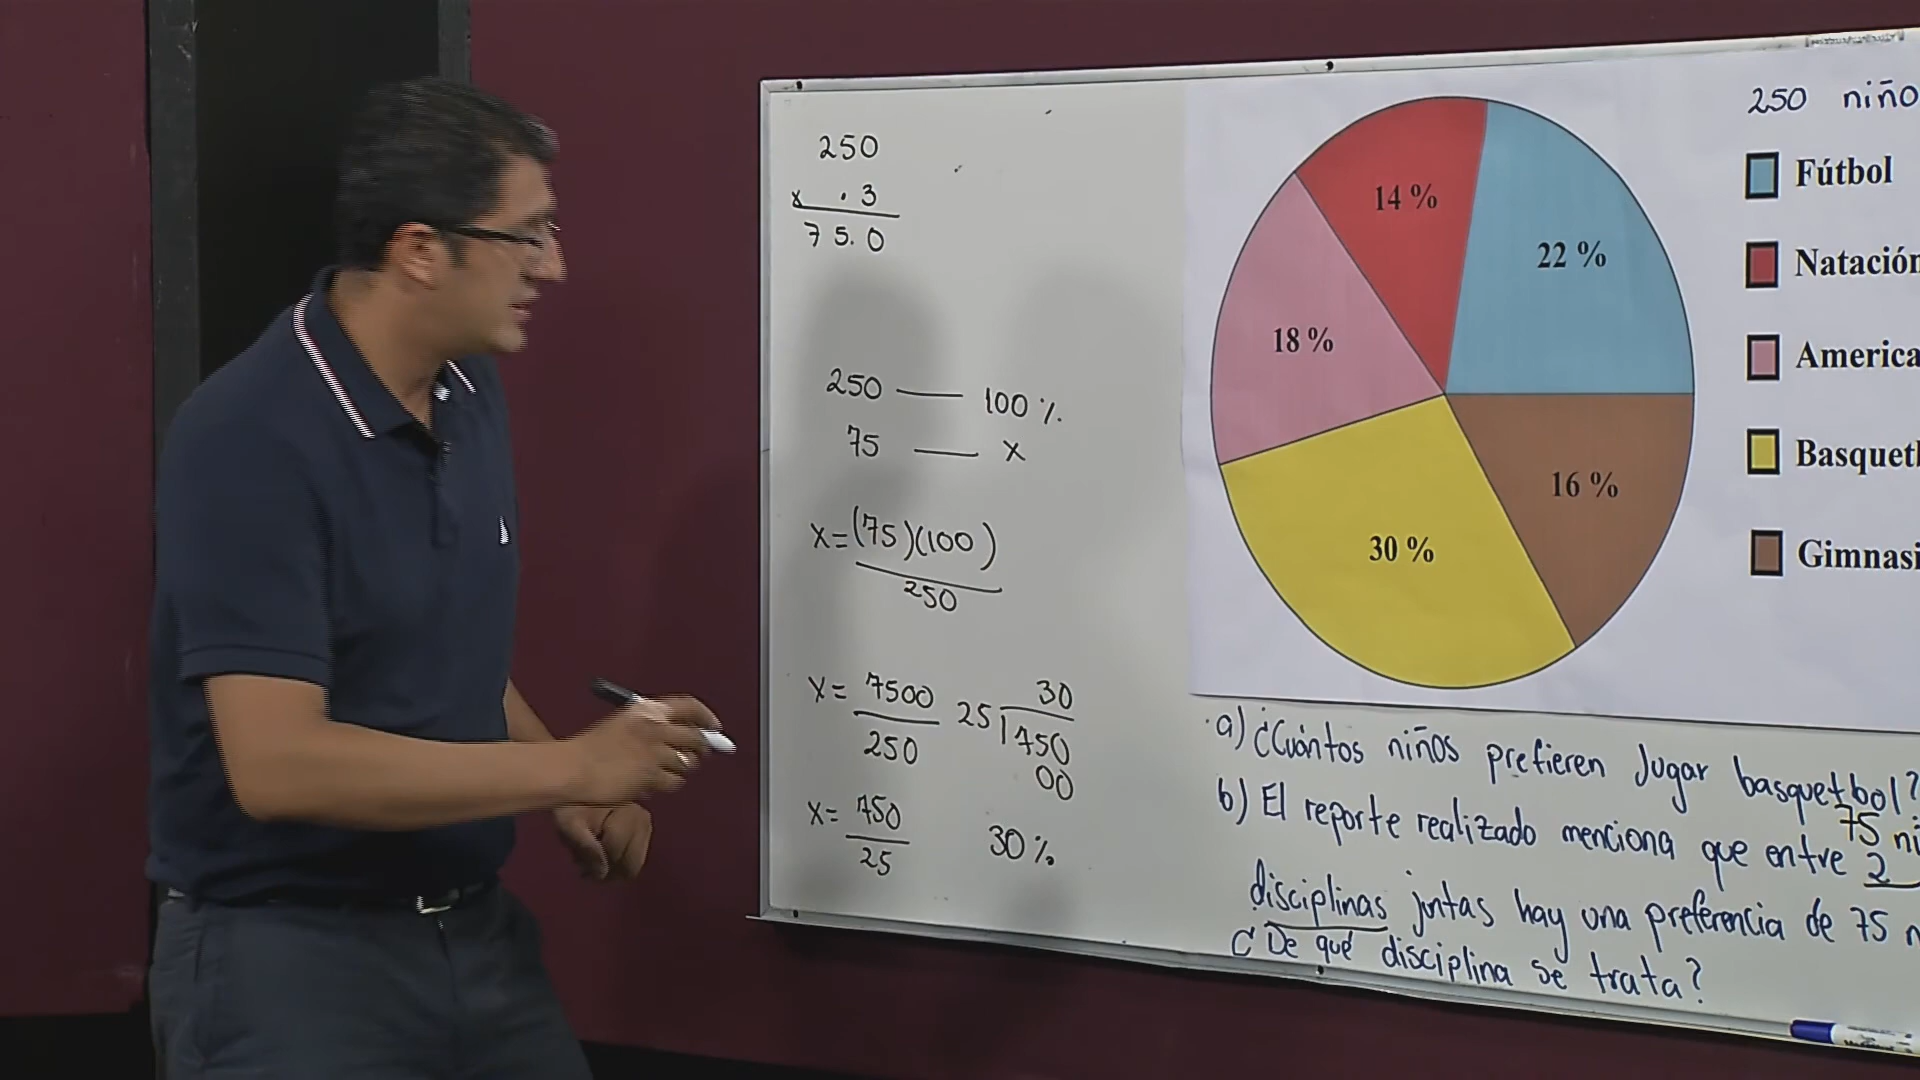 250
x .3
75.0
250 — 100%
75 — x
x=(75)(100)
250
x= 7500
250
30
25 750
00
x= 750
25
30%
14 %
22 %
18 %
16 %
30 %
250 niño
Fútbol
Natación
America
Basquetb
Gimnasi
a) ¿Cuántos niños prefieren Jugar basquetbol?
75 ni
b) El reporte realizado menciona que entre 2
disciplinas juntas hay una preferencia de 75 n
¿De qué disciplina se trata?